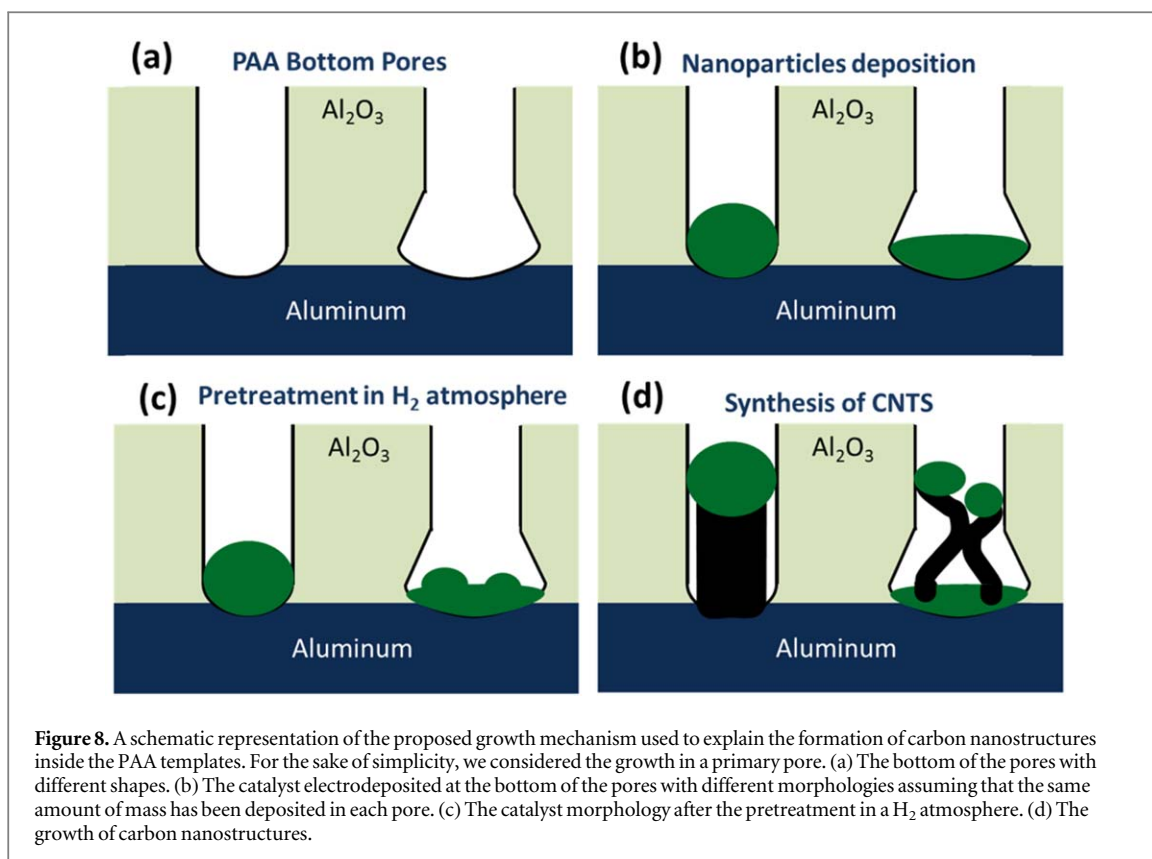 (a) PAA Bottom Pores
Al₂O₃
Aluminum
(b) Nanoparticles deposition
Al₂O₃
Aluminum
(c) Pretreatment in H₂ atmosphere
Al₂O₃
Aluminum
(d) Synthesis of CNTS
Al₂O₃
Aluminum
Figure 8. A schematic representation of the proposed growth mechanism used to explain the formation of carbon nanostructures
inside the PAA templates. For the sake of simplicity, we considered the growth in a primary pore. (a) The bottom of the pores with
different shapes. (b) The catalyst electrodeposited at the bottom of the pores with different morphologies assuming that the same
amount of mass has been deposited in each pore. (c) The catalyst morphology after the pretreatment in a H₂ atmosphere. (d) The
growth of carbon nanostructures.